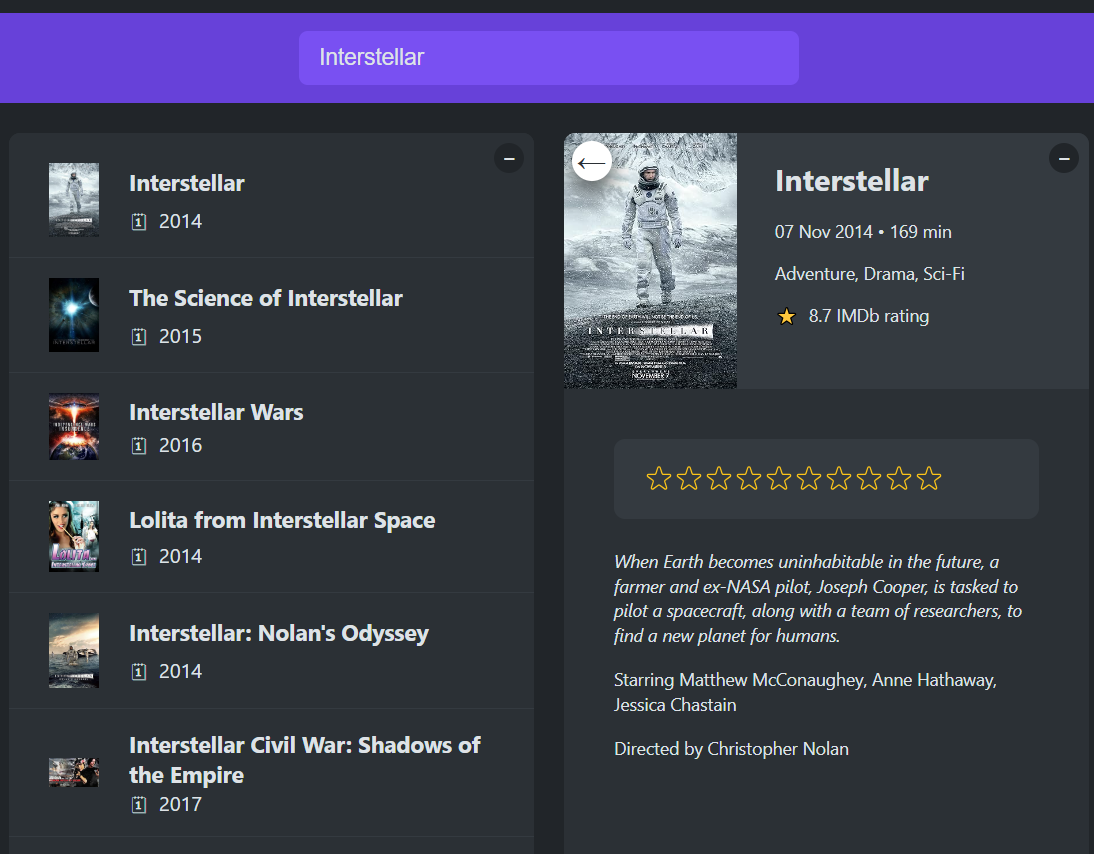 Interstellar
Interstellar
2014
The Science of Interstellar
2015
Interstellar Wars
2016
Lolita from Interstellar Space
2014
Interstellar: Nolan's Odyssey
2014
Interstellar Civil War: Shadows of
the Empire
2017
INTERSTELLAR
NOVEMBER 7
Interstellar
07 Nov 2014 • 169 min
Adventure, Drama, Sci-Fi
8.7 IMDb rating
When Earth becomes uninhabitable in the future, a
farmer and ex-NASA pilot, Joseph Cooper, is tasked to
pilot a spacecraft, along with a team of researchers, to
find a new planet for humans.
Starring Matthew McConaughey, Anne Hathaway,
Jessica Chastain
Directed by Christopher Nolan